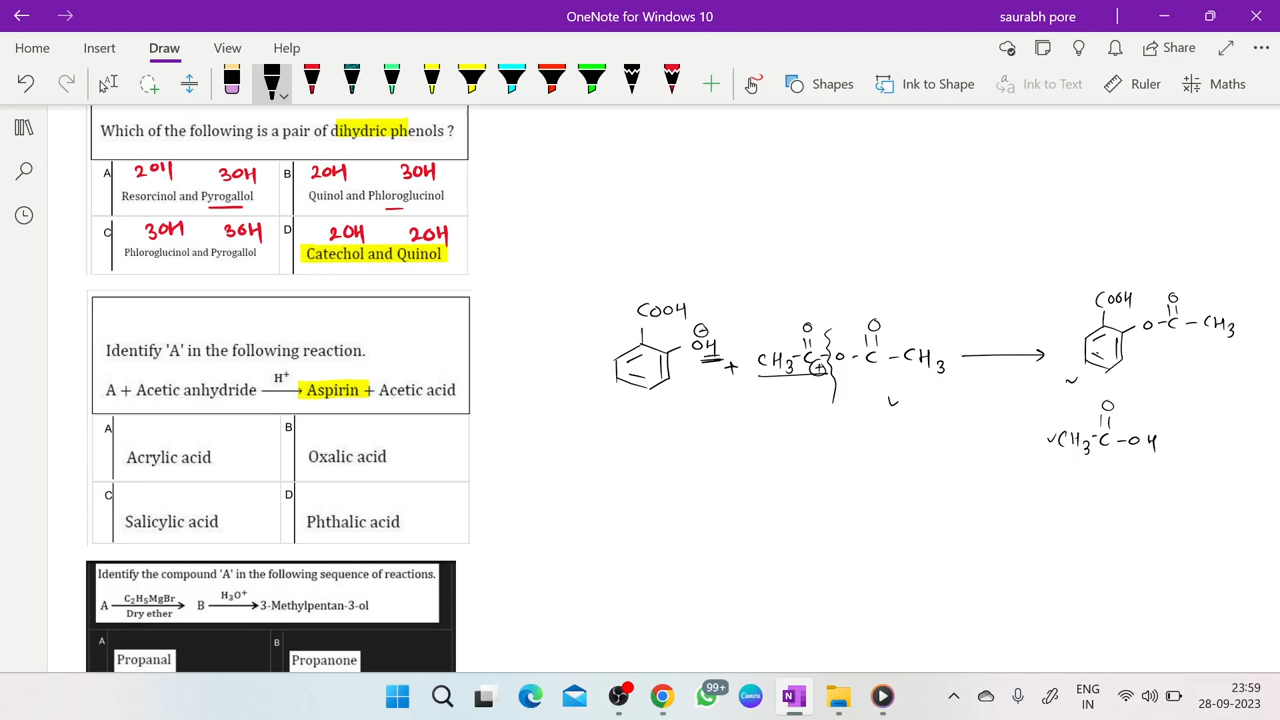 OneNote for Windows 10
saurabh pore
Home Insert Draw View Help
Share
Shapes Ink to Shape Ink to Text Ruler Maths
Which of the following is a pair of dihydric phenols ?
A 2OH 3OH B 2OH 3OH
Resorcinol and Pyrogallol Quinol and Phloroglucinol
C 3OH 3OH D 2OH 2OH
Phloroglucinol and Pyrogallol Catechol and Quinol
Identify 'A' in the following reaction.
H+
A + Acetic anhydride → Aspirin + Acetic acid
A Acrylic acid B Oxalic acid
C Salicylic acid D Phthalic acid
COOH
OH
+
O O
CH3-C-O-C-CH3
COOH
O
O-C-CH3
O
CH3-C-OH
Identify the compound 'A' in the following sequence of reactions.
C2H5MgBr H3O+
A → B → 3-Methylpentan-3-ol
Dry ether
A B
Propanal Propanone
99+
ENG
IN
23:59
28-09-2023